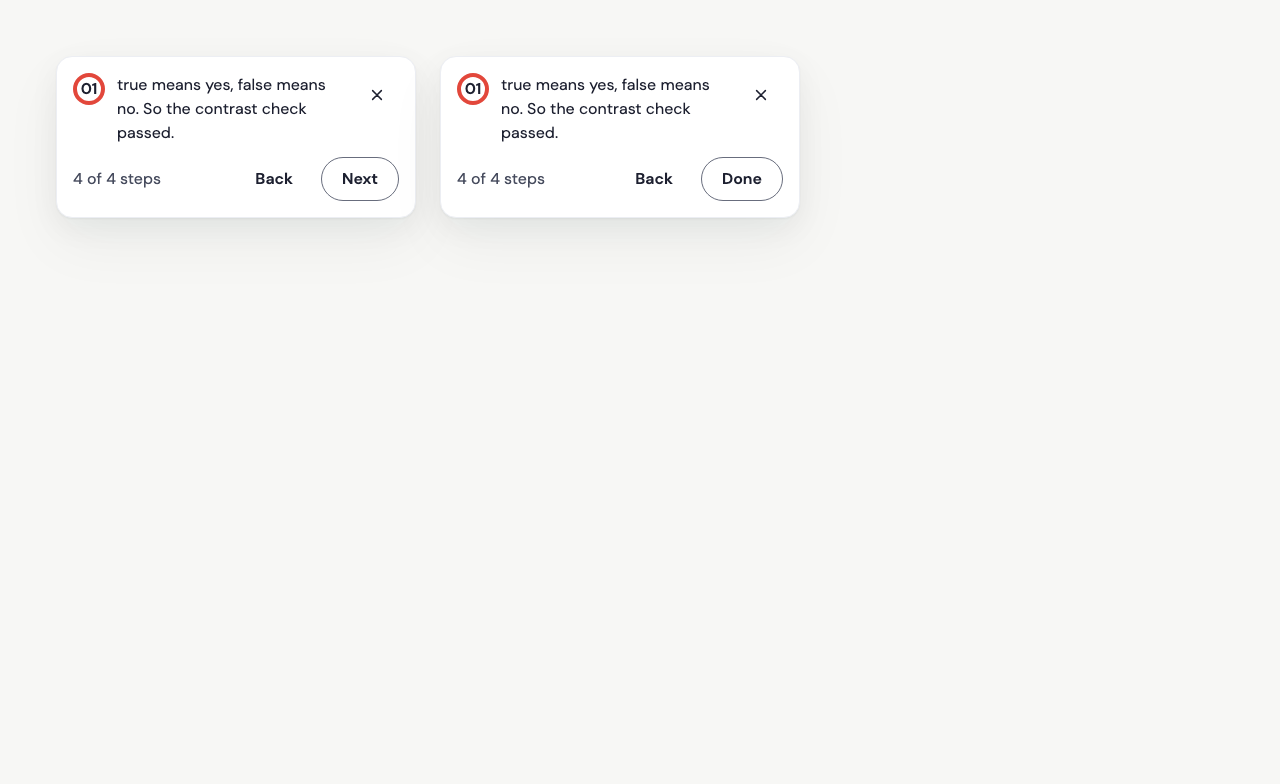 01
true means yes, false means
no. So the contrast check
passed.
4 of 4 steps
Back
Next
01
true means yes, false means
no. So the contrast check
passed.
4 of 4 steps
Back
Done